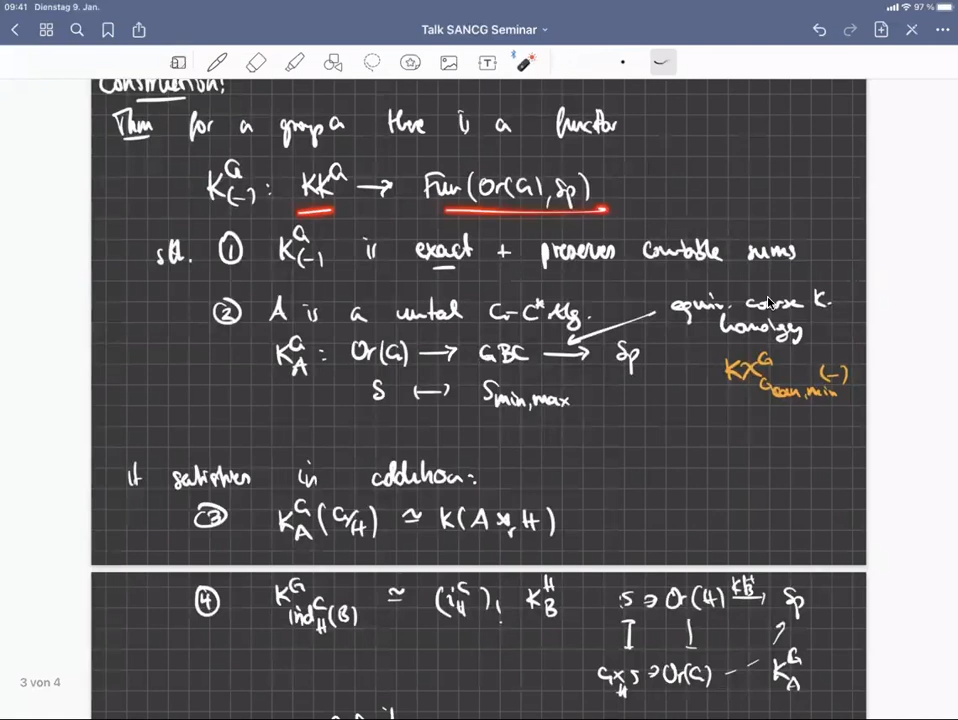 09:41 Dienstag 9. Jan.
97 %
Talk SANCG Seminar
Construction:
Thm for a group G there is a functor
K^G_(-) : KK^G → Fun(Or(G), Sp)
s.t. ① K^G_(-) is exact + preserves countable sums
② A is a unital G-C*Alg.
equiv. coarse K-homology
K^G_A : Or(G) → GBC → Sp
KX^G_{G_can,min}(-)
S ↦ S_min,max
It satisfies in addition:
③ K^G_A(G/H) ≃ K(A ⋊_r H)
④ K^G_{ind^G_H(B)} ≃ (i^G_H)_! K^H_B
S ∋ Or(H) K^H_B → Sp
G ×_H S ∋ Or(G) K^G_A
3 von 4